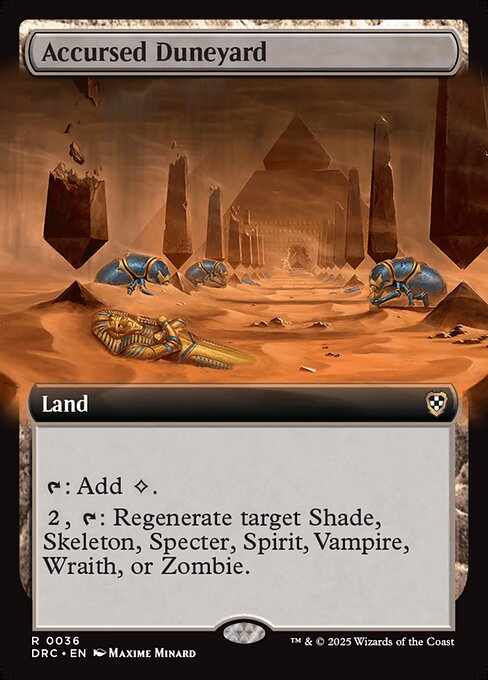 Accursed Duneyard
Land
: Add .
2, : Regenerate target Shade,
Skeleton, Specter, Spirit, Vampire,
Wraith, or Zombie.
R 0036
DRC • EN MAXIME MINARD
™ & © 2025 Wizards of the Coast